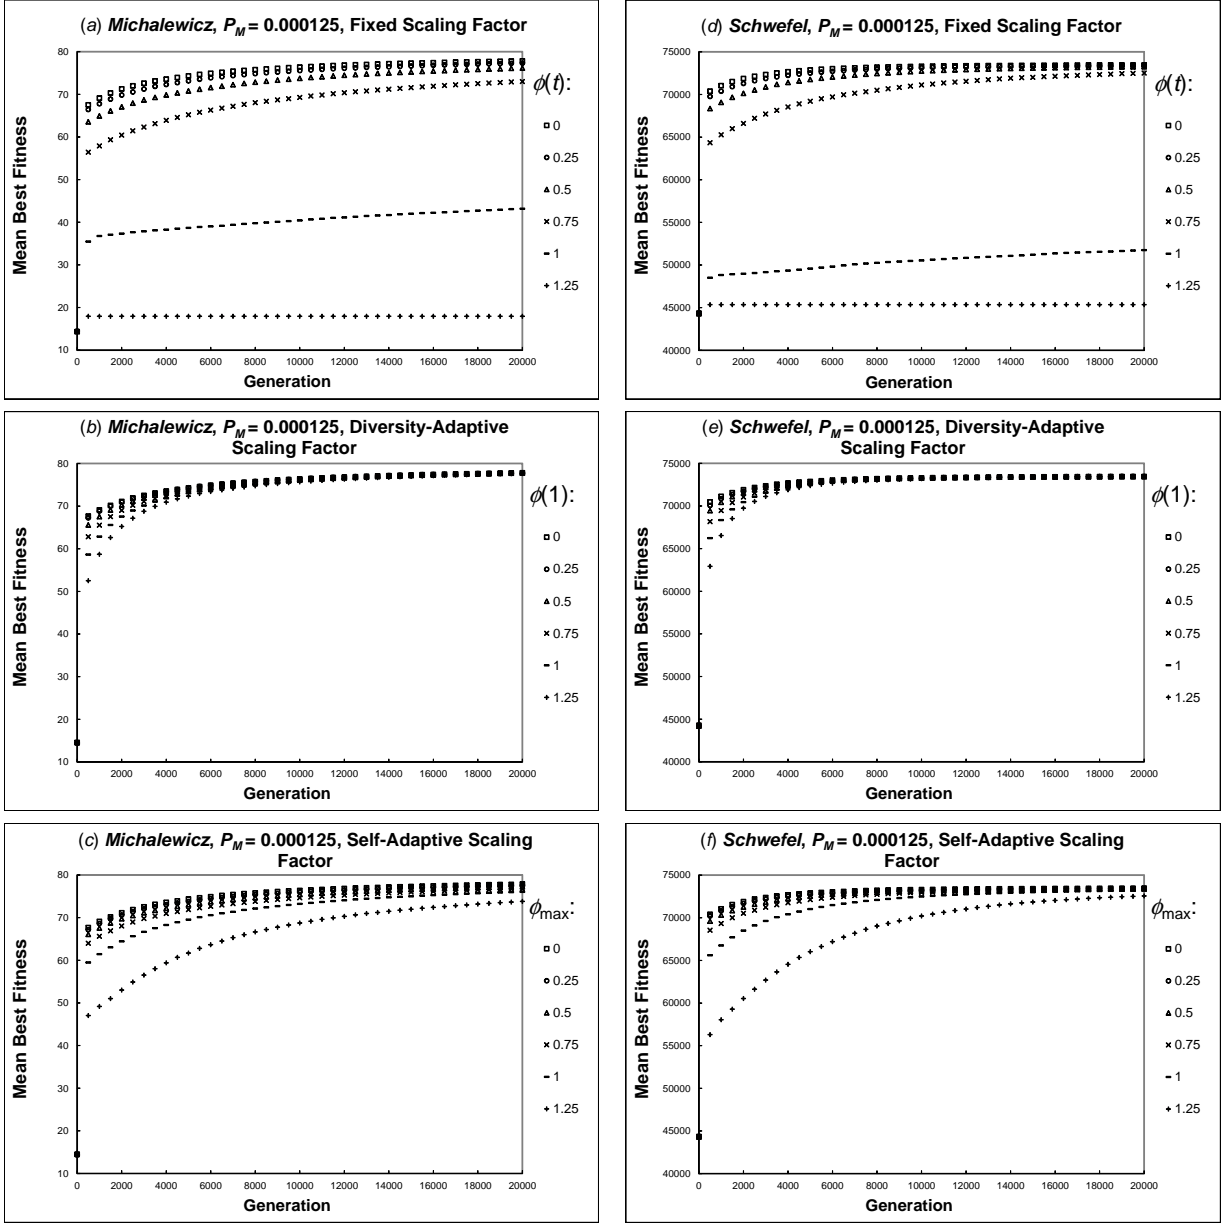 (a) Michalewicz, PM = 0.000125, Fixed Scaling Factor
Mean Best Fitness
80
70
60
50
40
30
20
10
0 2000 4000 6000 8000 10000 12000 14000 16000 18000 20000
Generation
ϕ(t):
0
0.25
0.5
0.75
1
1.25
(d) Schwefel, PM = 0.000125, Fixed Scaling Factor
Mean Best Fitness
75000
70000
65000
60000
55000
50000
45000
40000
0 2000 4000 6000 8000 10000 12000 14000 16000 18000 20000
Generation
ϕ(t):
0
0.25
0.5
0.75
1
1.25
(b) Michalewicz, PM = 0.000125, Diversity-Adaptive
Scaling Factor
Mean Best Fitness
80
70
60
50
40
30
20
10
0 2000 4000 6000 8000 10000 12000 14000 16000 18000 20000
Generation
ϕ(1):
0
0.25
0.5
0.75
1
1.25
(e) Schwefel, PM = 0.000125, Diversity-Adaptive
Scaling Factor
Mean Best Fitness
75000
70000
65000
60000
55000
50000
45000
40000
0 2000 4000 6000 8000 10000 12000 14000 16000 18000 20000
Generation
ϕ(1):
0
0.25
0.5
0.75
1
1.25
(c) Michalewicz, PM = 0.000125, Self-Adaptive Scaling
Factor
Mean Best Fitness
80
70
60
50
40
30
20
10
0 2000 4000 6000 8000 10000 12000 14000 16000 18000 20000
Generation
ϕmax:
0
0.25
0.5
0.75
1
1.25
(f) Schwefel, PM = 0.000125, Self-Adaptive Scaling
Factor
Mean Best Fitness
75000
70000
65000
60000
55000
50000
45000
40000
0 2000 4000 6000 8000 10000 12000 14000 16000 18000 20000
Generation
ϕmax:
0
0.25
0.5
0.75
1
1.25